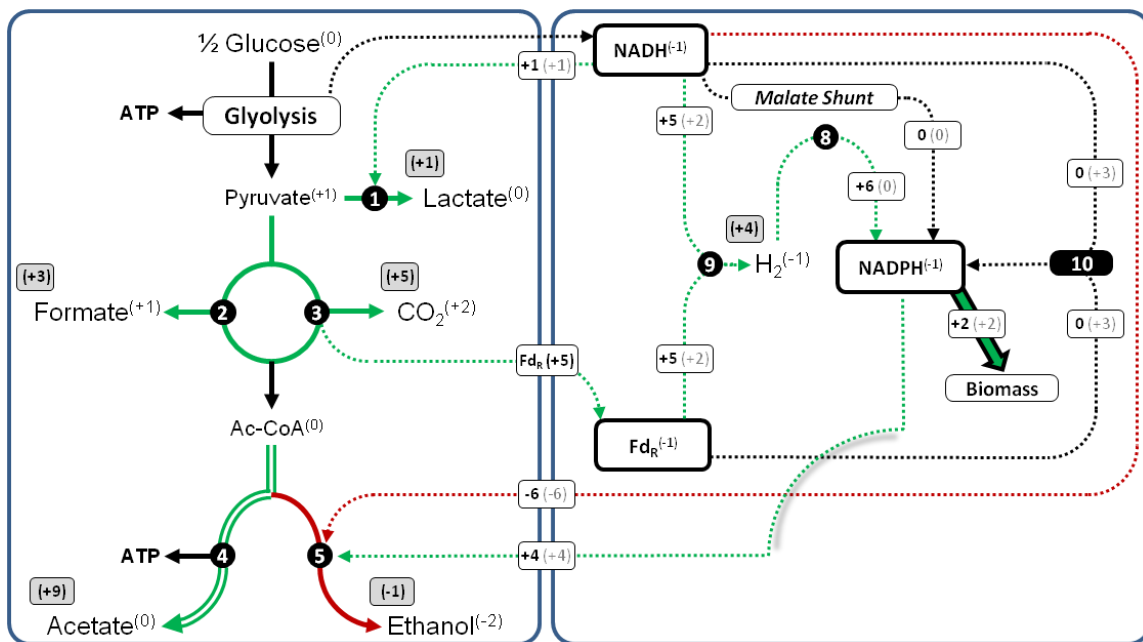 ½ Glucose(0)
ATP
Glyolysis
Pyruvate(+1)
1
(+1)
Lactate(0)
(+3)
Formate(+1)
2
3
(+5)
CO2(+2)
Ac-CoA(0)
ATP
4
5
(+9)
Acetate(0)
(-1)
Ethanol(-2)
+1 (+1)
FdR (+5)
-6 (-6)
+4 (+4)
NADH(-1)
Malate Shunt
+5 (+2)
8
0 (0)
+6 (0)
0 (+3)
9
(+4)
H2(-1)
NADPH(-1)
10
+5 (+2)
+2 (+2)
0 (+3)
Biomass
FdR(-1)